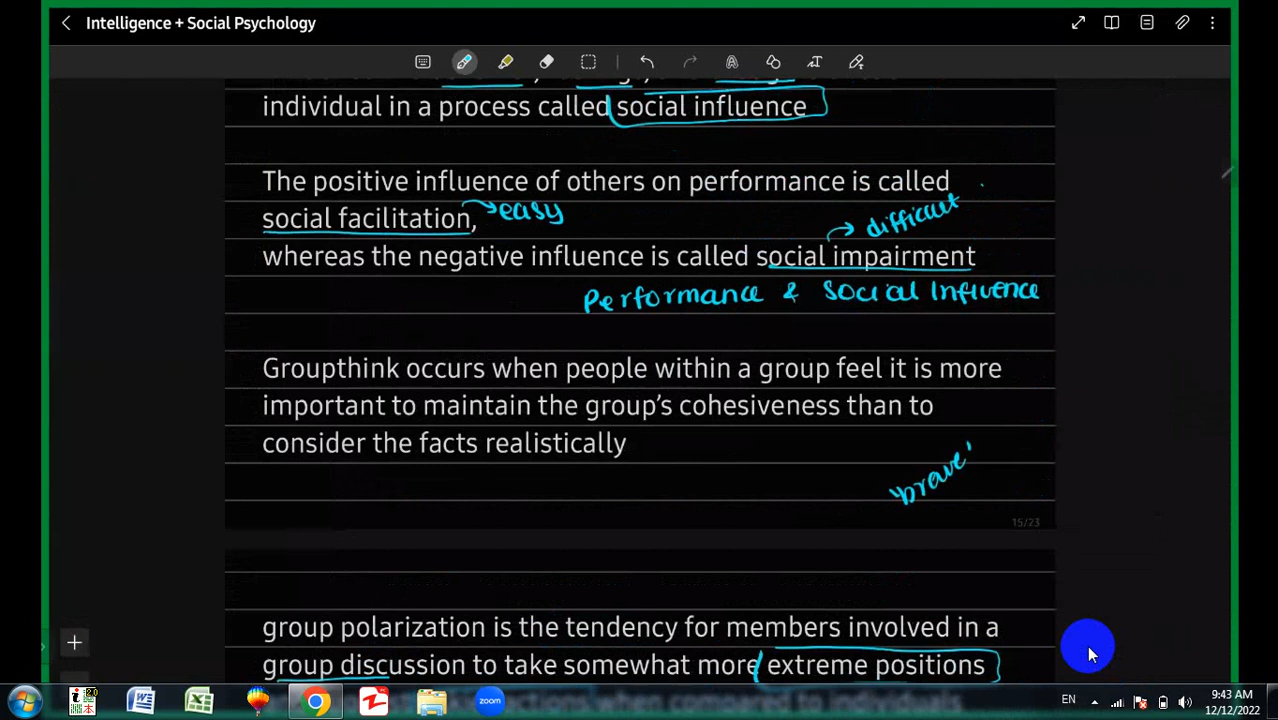 Intelligence + Social Psychology
individual in a process called social influence
The positive influence of others on performance is called
social facilitation,
easy
difficult
whereas the negative influence is called social impairment
Performance & Social Influence
Groupthink occurs when people within a group feel it is more
important to maintain the group's cohesiveness than to
consider the facts realistically
'brave'
15/23
group polarization is the tendency for members involved in a
group discussion to take somewhat more extreme positions
zoom
EN
9:43 AM
12/12/2022